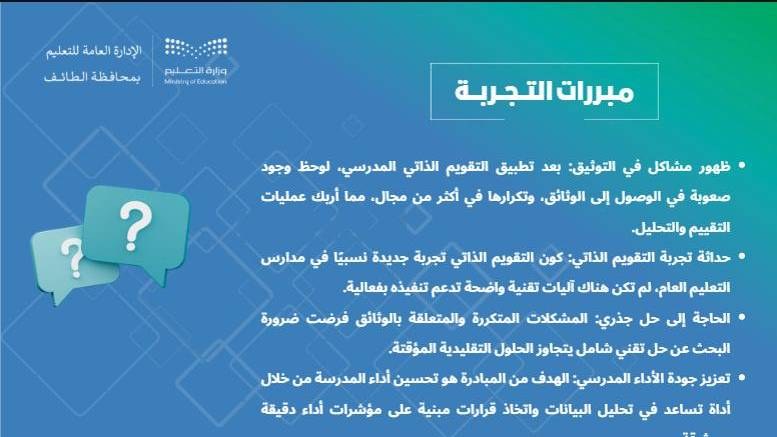 الإدارة العامة للتعليم
بمحافظة الطائف
وزارة التعليم
Ministry of Education
مبررات التجربة
• ظهور مشاكل في التوثيق: بعد تطبيق التقويم الذاتي المدرسي، لوحظ وجود
صعوبة في الوصول إلى الوثائق، وتكرارها في أكثر من مجال، مما أربك عمليات
التقييم والتحليل.
• حداثة تجربة التقويم الذاتي: كون التقويم الذاتي تجربة جديدة نسبيًا في مدارس
التعليم العام، لم تكن هناك آليات تقنية واضحة تدعم تنفيذه بفعالية.
• الحاجة إلى حل جذري: المشكلات المتكررة والمتعلقة بالوثائق فرضت ضرورة
البحث عن حل تقني شامل يتجاوز الحلول التقليدية المؤقتة.
• تعزيز جودة الأداء المدرسي: الهدف من المبادرة هو تحسين أداء المدرسة من خلال
أداة تساعد في تحليل البيانات واتخاذ قرارات مبنية على مؤشرات أداء دقيقة